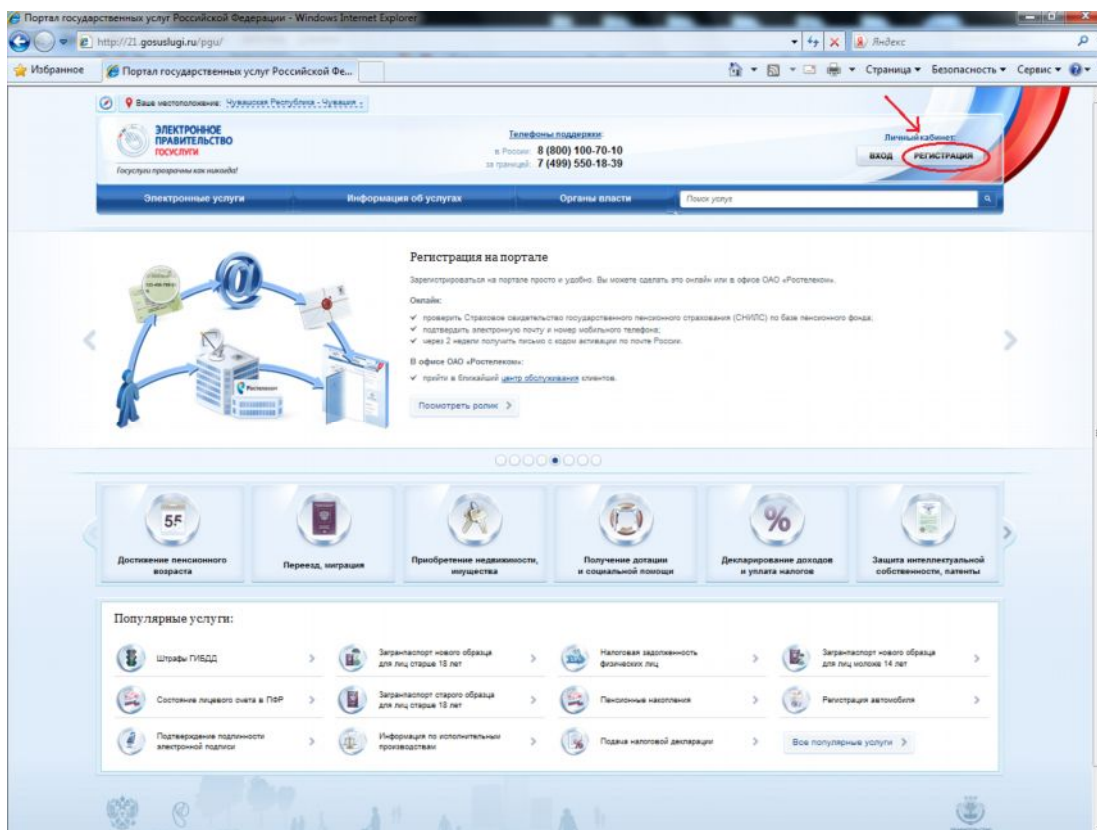 Портал государственных услуг Российской Федерации - Windows Internet Explorer
http://21.gosuslugi.ru/pgu/
Яндекс
Избранное
Портал государственных услуг Российской Фе...
Страница
Безопасность
Сервис
Ваше местоположение: Чувашская Республика - Чувашия
ЭЛЕКТРОННОЕ
ПРАВИТЕЛЬСТВО
ГОСУСЛУГИ
Госуслуги прозрачны как никогда!
Телефоны поддержки:
в России: 8 (800) 100-70-10
за границей: 7 (499) 550-18-39
Личный кабинет:
ВХОД
РЕГИСТРАЦИЯ
Электронные услуги
Информация об услугах
Органы власти
Поиск услуг
Регистрация на портале
Зарегистрироваться на портале просто и удобно. Вы можете сделать это онлайн или в офисе ОАО «Ростелеком».
Онлайн:
✓ проверить Страховое свидетельство государственного пенсионного страхования (СНИЛС) по базе пенсионного фонда;
✓ подтвердить электронную почту и номер мобильного телефона;
✓ через 2 недели получить письмо с кодом активации по почте России.
В офисе ОАО «Ростелеком»:
✓ прийти в ближайший центр обслуживания клиентов.
Посмотреть ролик
Ростелеком
55
Достижение пенсионного
возраста
Переезд, миграция
Приобретение недвижимости,
имущества
Получение дотации
и социальной помощи
%
Декларирование доходов
и уплата налогов
Защита интеллектуальной
собственности, патенты
Популярные услуги:
Штрафы ГИБДД
Загранпаспорт нового образца
для лиц старше 18 лет
Налоговая задолженность
физических лиц
Загранпаспорт нового образца
для лиц моложе 14 лет
Состояние лицевого счета в ПФР
Загранпаспорт старого образца
для лиц старше 18 лет
Пенсионные накопления
Регистрация автомобиля
Подтверждение подлинности
электронной подписи
Информация по исполнительным
производствам
Подача налоговой декларации
Все популярные услуги